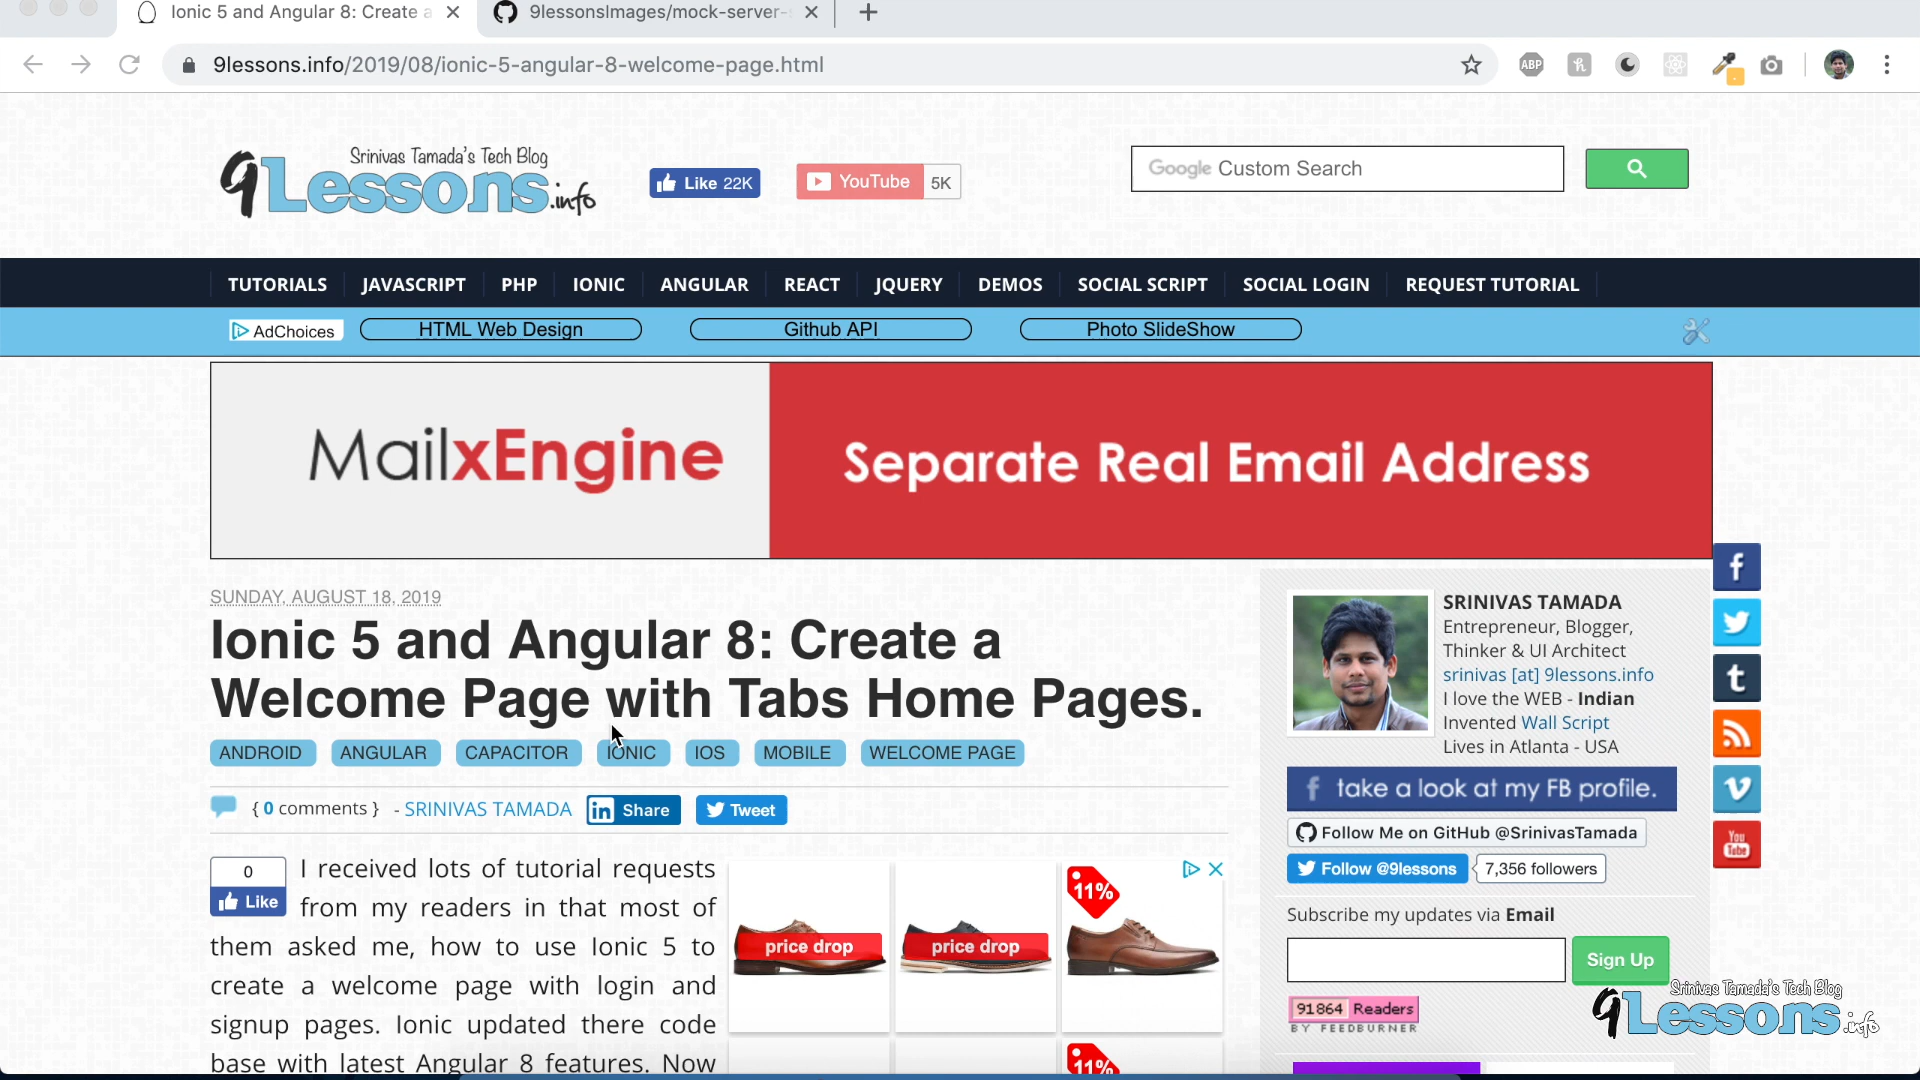 Ionic 5 and Angular 8: Create a
9lessonsImages/mock-server-
9lessons.info/2019/08/ionic-5-angular-8-welcome-page.html
ABP
Srinivas Tamada's Tech Blog
9Lessons.info
Like 22K
YouTube 5K
Google Custom Search
TUTORIALS JAVASCRIPT PHP IONIC ANGULAR REACT JQUERY DEMOS SOCIAL SCRIPT SOCIAL LOGIN REQUEST TUTORIAL
AdChoices HTML Web Design Github API Photo SlideShow
MailxEngine Separate Real Email Address
SUNDAY, AUGUST 18, 2019
Ionic 5 and Angular 8: Create a
Welcome Page with Tabs Home Pages.
ANDROID ANGULAR CAPACITOR IONIC IOS MOBILE WELCOME PAGE
{ 0 comments } - SRINIVAS TAMADA in Share Tweet
0
Like
I received lots of tutorial requests
from my readers in that most of
them asked me, how to use Ionic 5 to
create a welcome page with login and
signup pages. Ionic updated there code
base with latest Angular 8 features. Now
price drop
price drop
11%
11%
SRINIVAS TAMADA
Entrepreneur, Blogger,
Thinker & UI Architect
srinivas [at] 9lessons.info
I love the WEB - Indian
Invented Wall Script
Lives in Atlanta - USA
f take a look at my FB profile.
Follow Me on GitHub @SrinivasTamada
Follow @9lessons 7,356 followers
Subscribe my updates via Email
Sign Up
91864 Readers
BY FEEDBURNER
f
t
You
Tube
Srinivas Tamada's Tech Blog
9Lessons.info